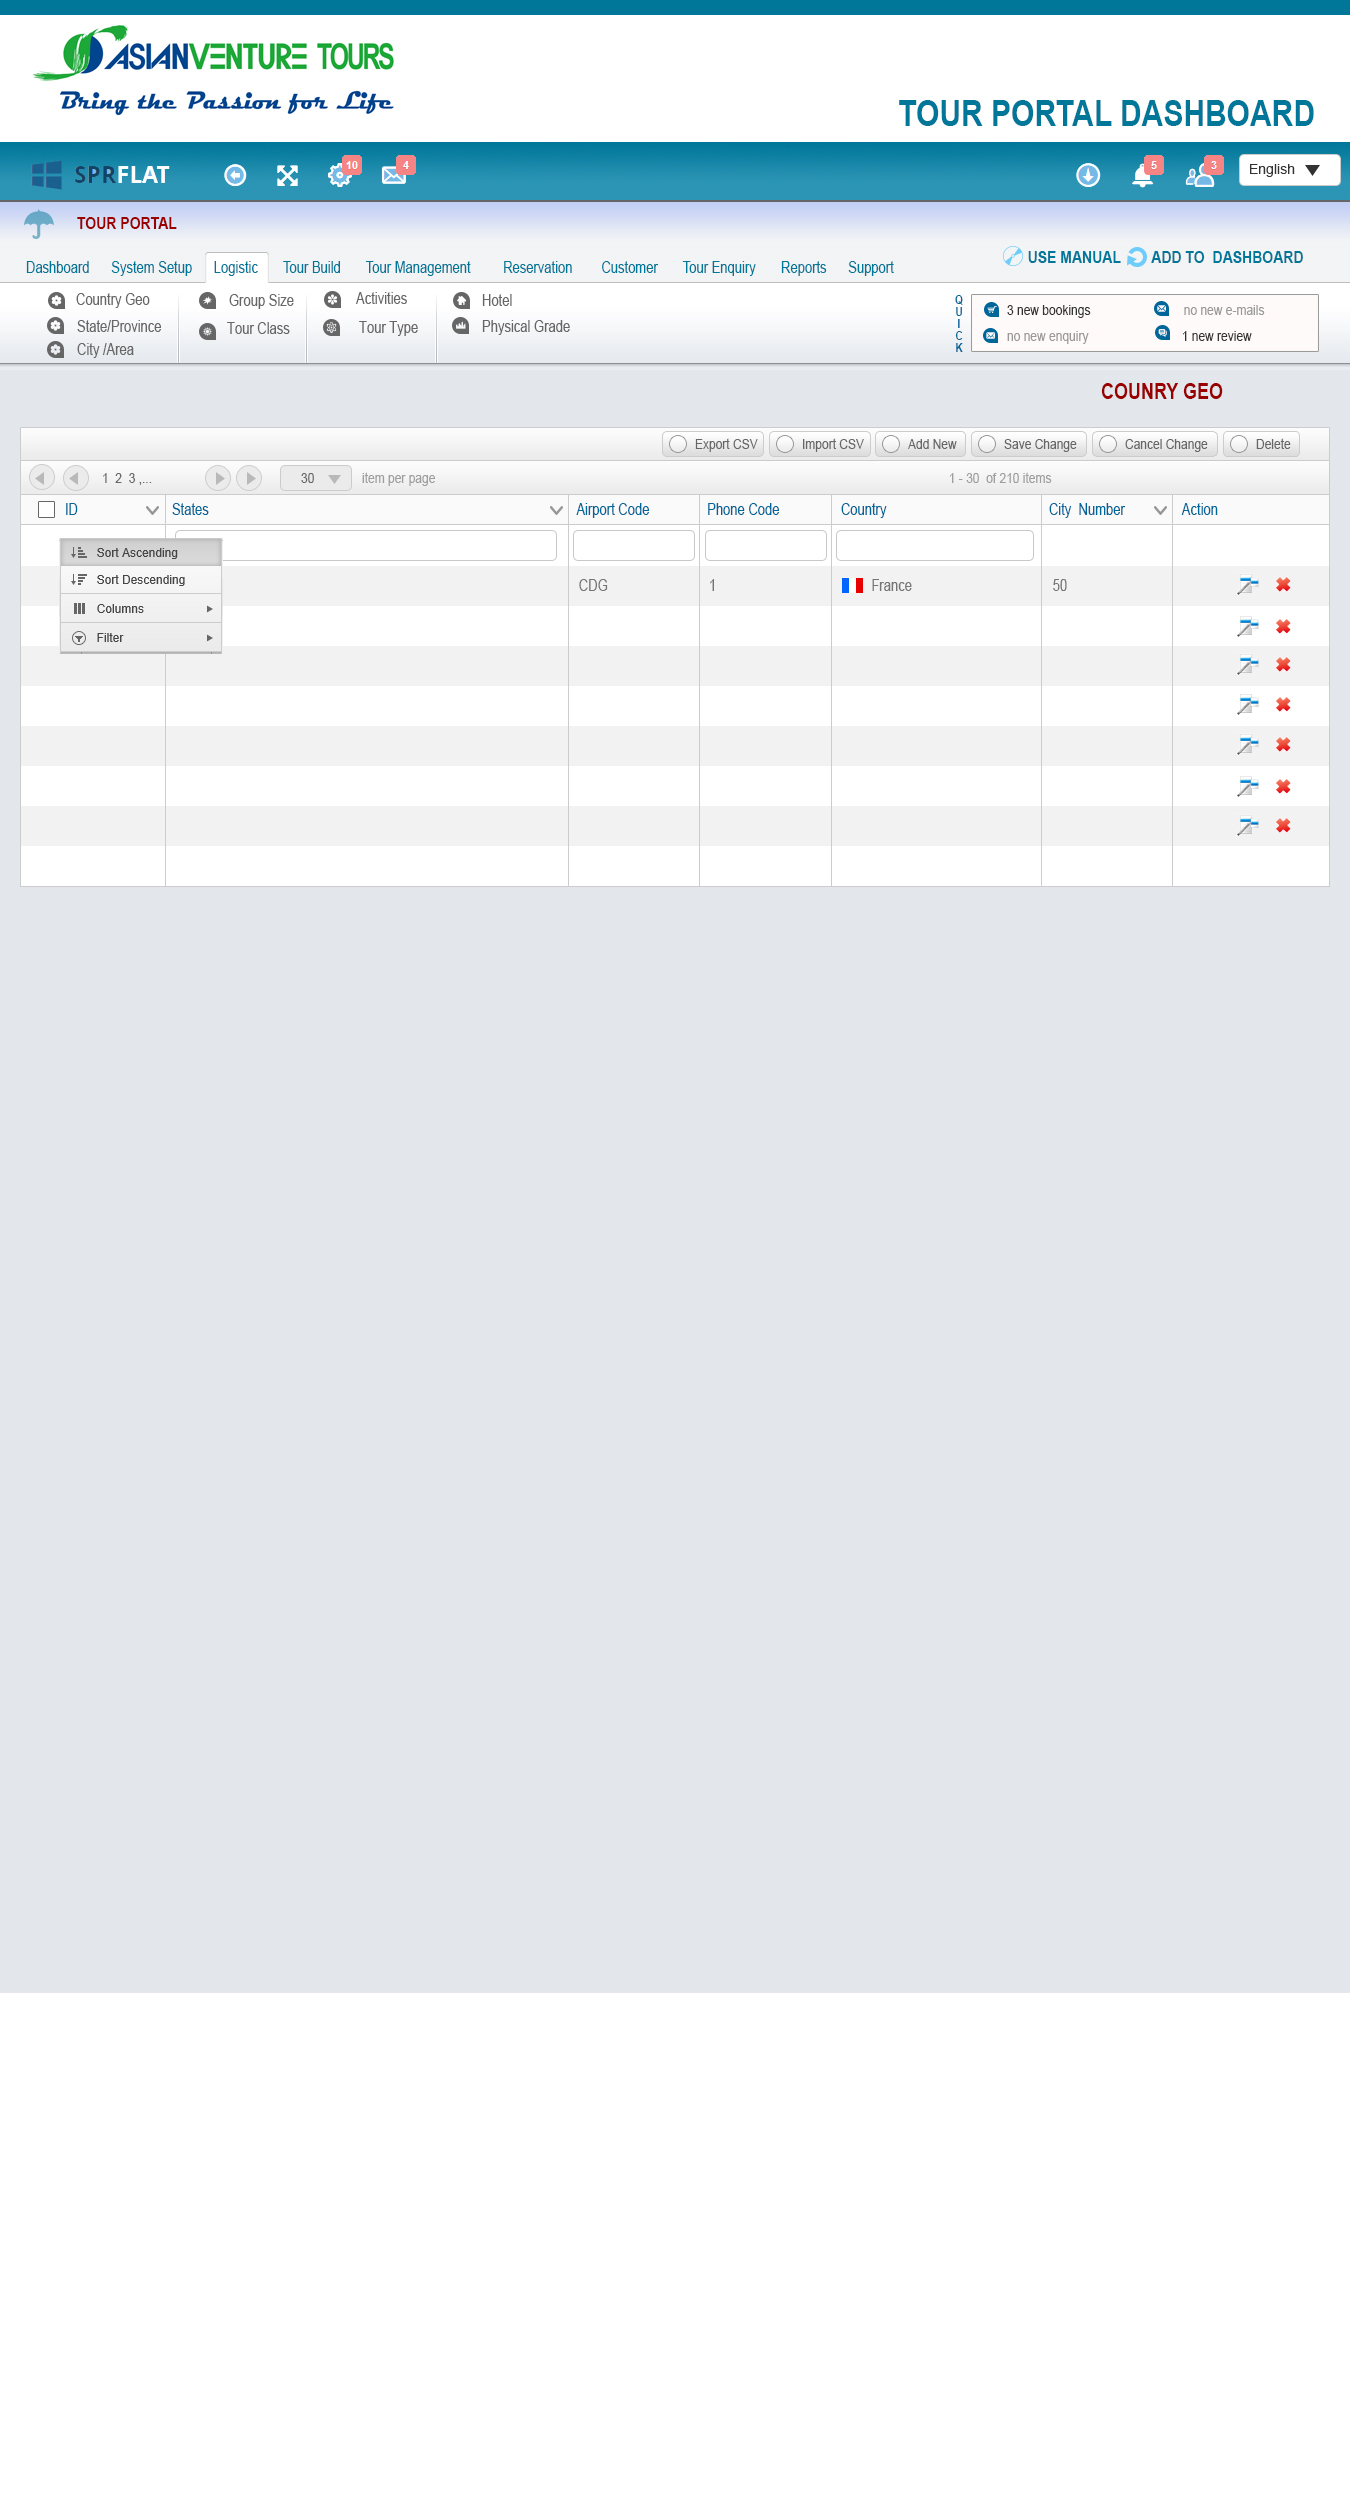 ASIANVENTURE TOURS
Bring the Passion for Life
TOUR PORTAL DASHBOARD
SPRFLAT 10 4 5 3 English
TOUR PORTAL
Dashboard System Setup Logistic Tour Build Tour Management Reservation Customer Tour Enquiry Reports Support USE MANUAL ADD TO DASHBOARD
Country Geo Group Size Activities Hotel QUICK 3 new bookings no new e-mails
State/Province Tour Class Tour Type Physical Grade no new enquiry 1 new review
City /Area
COUNRY GEO
Export CSV Import CSV Add New Save Change Cancel Change Delete
1 2 3 ,... 30 item per page 1 - 30 of 210 items
ID States Airport Code Phone Code Country City Number Action
Sort Ascending
Sort Descending CDG 1 France 50
Columns
Filter